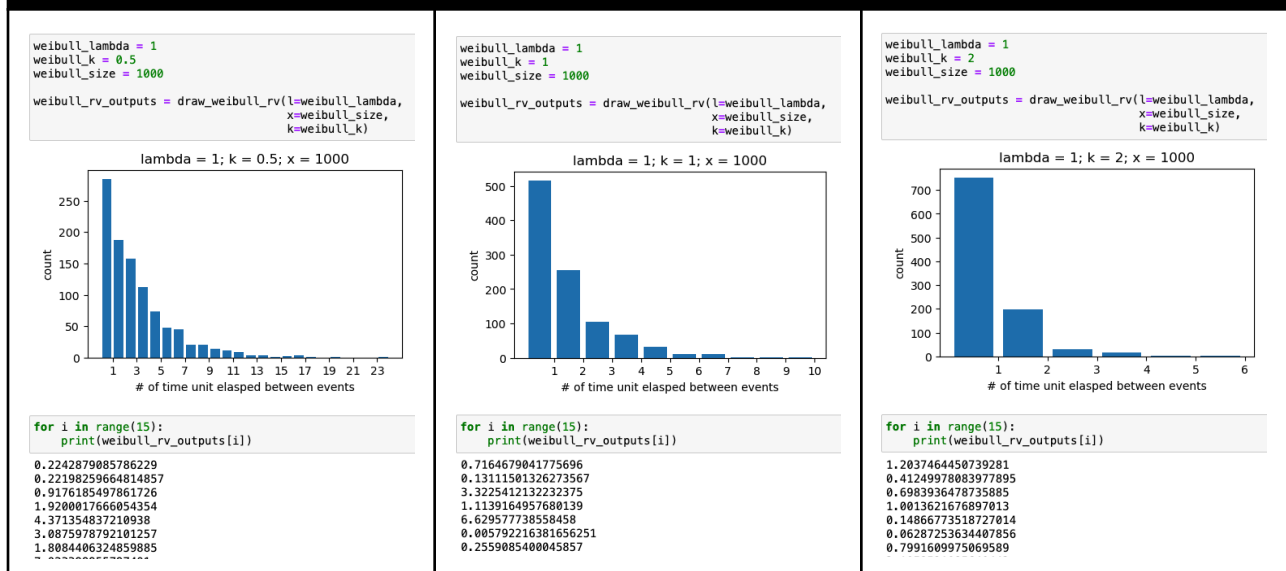 weibull_lambda = 1
weibull_k = 0.5
weibull_size = 1000
weibull_rv_outputs = draw_weibull_rv(l=weibull_lambda,
x=weibull_size,
k=weibull_k)
lambda = 1; k = 0.5; x = 1000
250
200
150
100
50
0
count
1 3 5 7 9 11 13 15 17 19 21 23
# of time unit elasped between events
for i in range(15):
print(weibull_rv_outputs[i])
0.2242879085786229
0.22198259664814857
0.9176185497861726
1.9200017666054354
4.371354837210938
3.0875978792101257
1.8084406324859885
weibull_lambda = 1
weibull_k = 1
weibull_size = 1000
weibull_rv_outputs = draw_weibull_rv(l=weibull_lambda,
x=weibull_size,
k=weibull_k)
lambda = 1; k = 1; x = 1000
500
400
300
200
100
0
count
1 2 3 4 5 6 7 8 9 10
# of time unit elasped between events
for i in range(15):
print(weibull_rv_outputs[i])
0.7164679041775696
0.13111501326273567
3.3225412132232375
1.1139164957680139
6.629577738558458
0.005792216381656251
0.2559085400045857
weibull_lambda = 1
weibull_k = 2
weibull_size = 1000
weibull_rv_outputs = draw_weibull_rv(l=weibull_lambda,
x=weibull_size,
k=weibull_k)
lambda = 1; k = 2; x = 1000
700
600
500
400
300
200
100
0
count
1 2 3 4 5 6
# of time unit elasped between events
for i in range(15):
print(weibull_rv_outputs[i])
1.2037464450739281
0.41249978083977895
0.6983936478735885
1.0013621676897013
0.14866773518727014
0.06287253634407856
0.7991609975069589